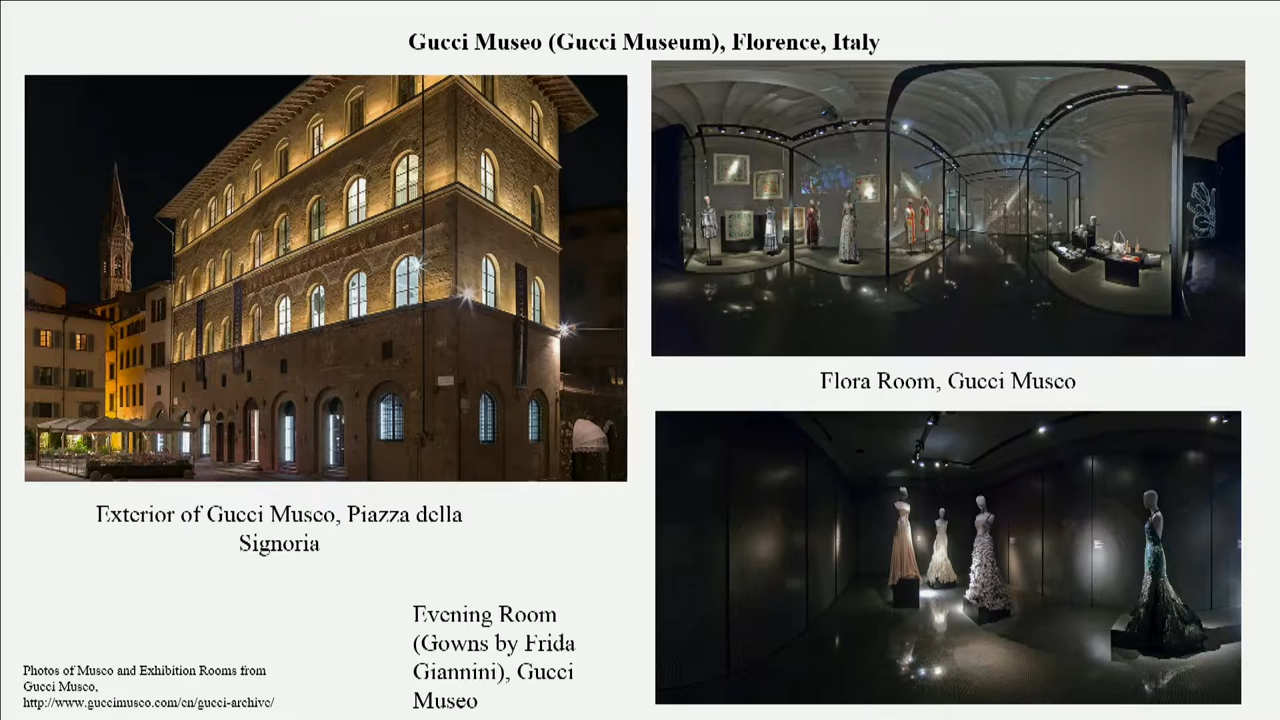 Gucci Museo (Gucci Museum), Florence, Italy
Flora Room, Gucci Museo
Exterior of Gucci Museo, Piazza della
Signoria
Evening Room
(Gowns by Frida
Giannini), Gucci
Museo
Photos of Museo and Exhibition Rooms from
Gucci Museo,
http://www.guccimuseo.com/en/gucci-archive/